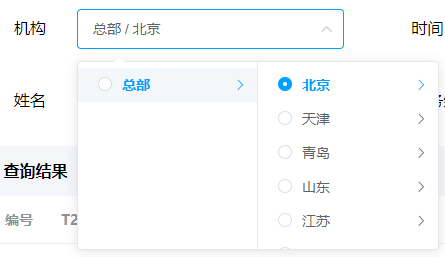 机构 总部 / 北京 时间
总部 北京
天津
姓名
青岛
查询结果 山东
编号 T2 江苏